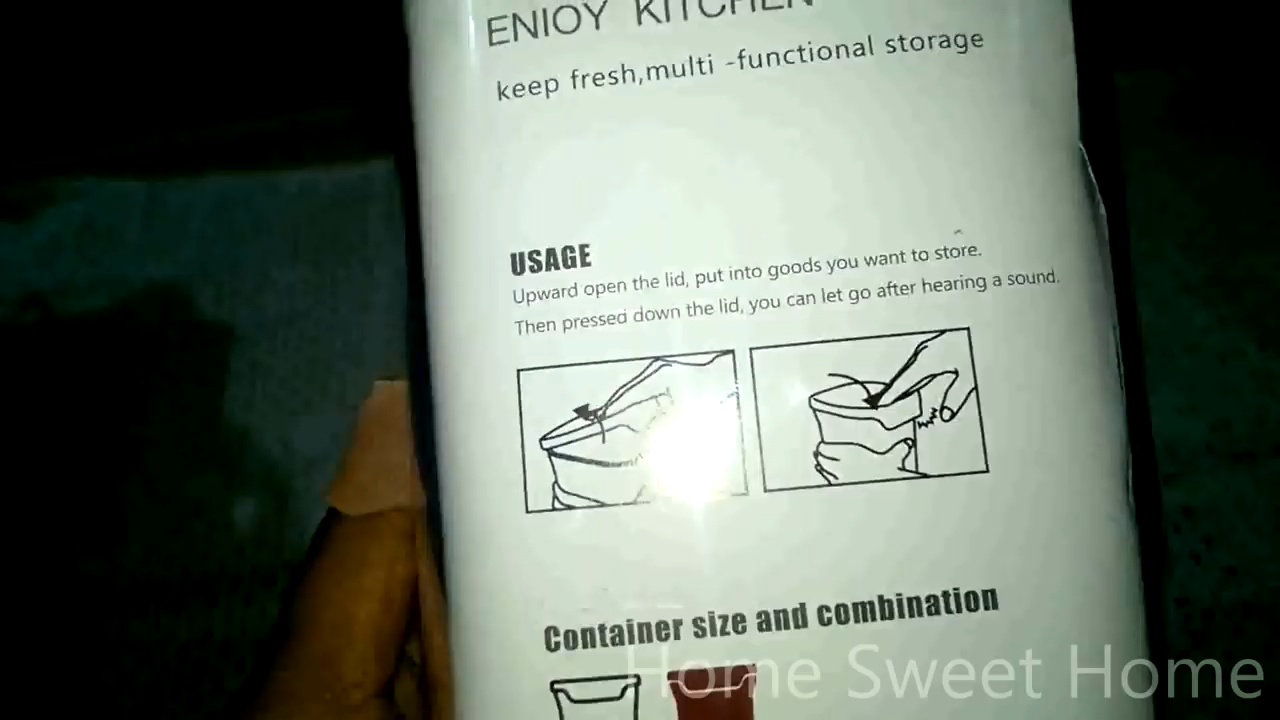 ENJOY KITCHEN
keep fresh,multi -functional storage
USAGE
Upward open the lid, put into goods you want to store.
Then pressed down the lid, you can let go after hearing a sound.
Container size and combination
Home Sweet Home